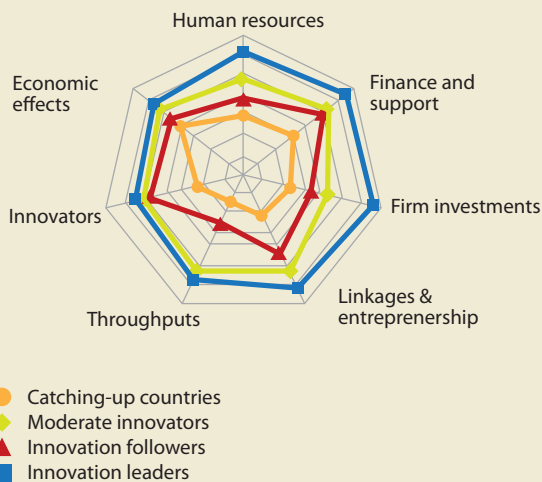 Human resources
Economic
effects
Finance and
support
Innovators
Firm investments
Throughputs
Linkages &
entreprenership
Catching-up countries
Moderate innovators
Innovation followers
Innovation leaders